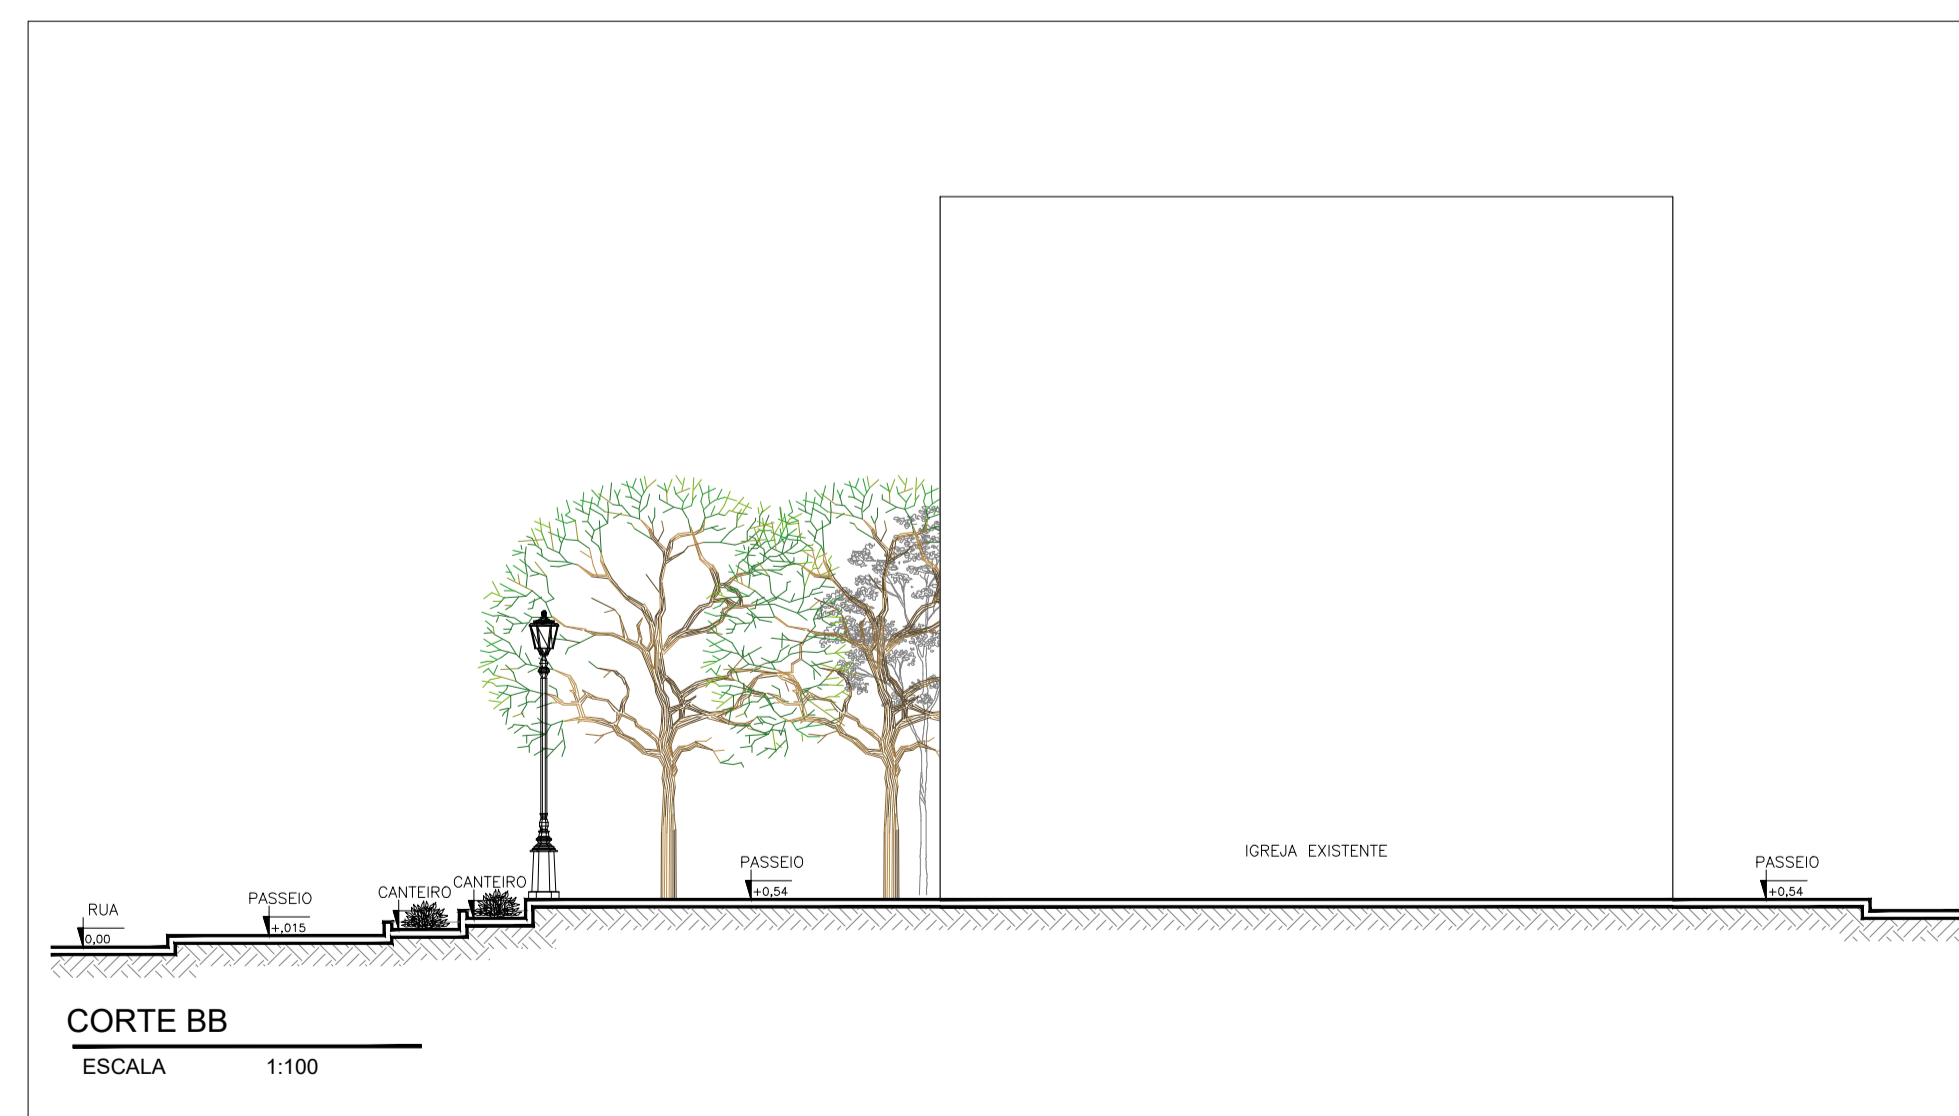 IGREJA EXISTENTE
PASSEIO
+0,54
PASSEIO
+0,54
CANTEIRO
CANTEIRO
PASSEIO
+,015
RUA
0,00
CORTE BB
ESCALA 1:100